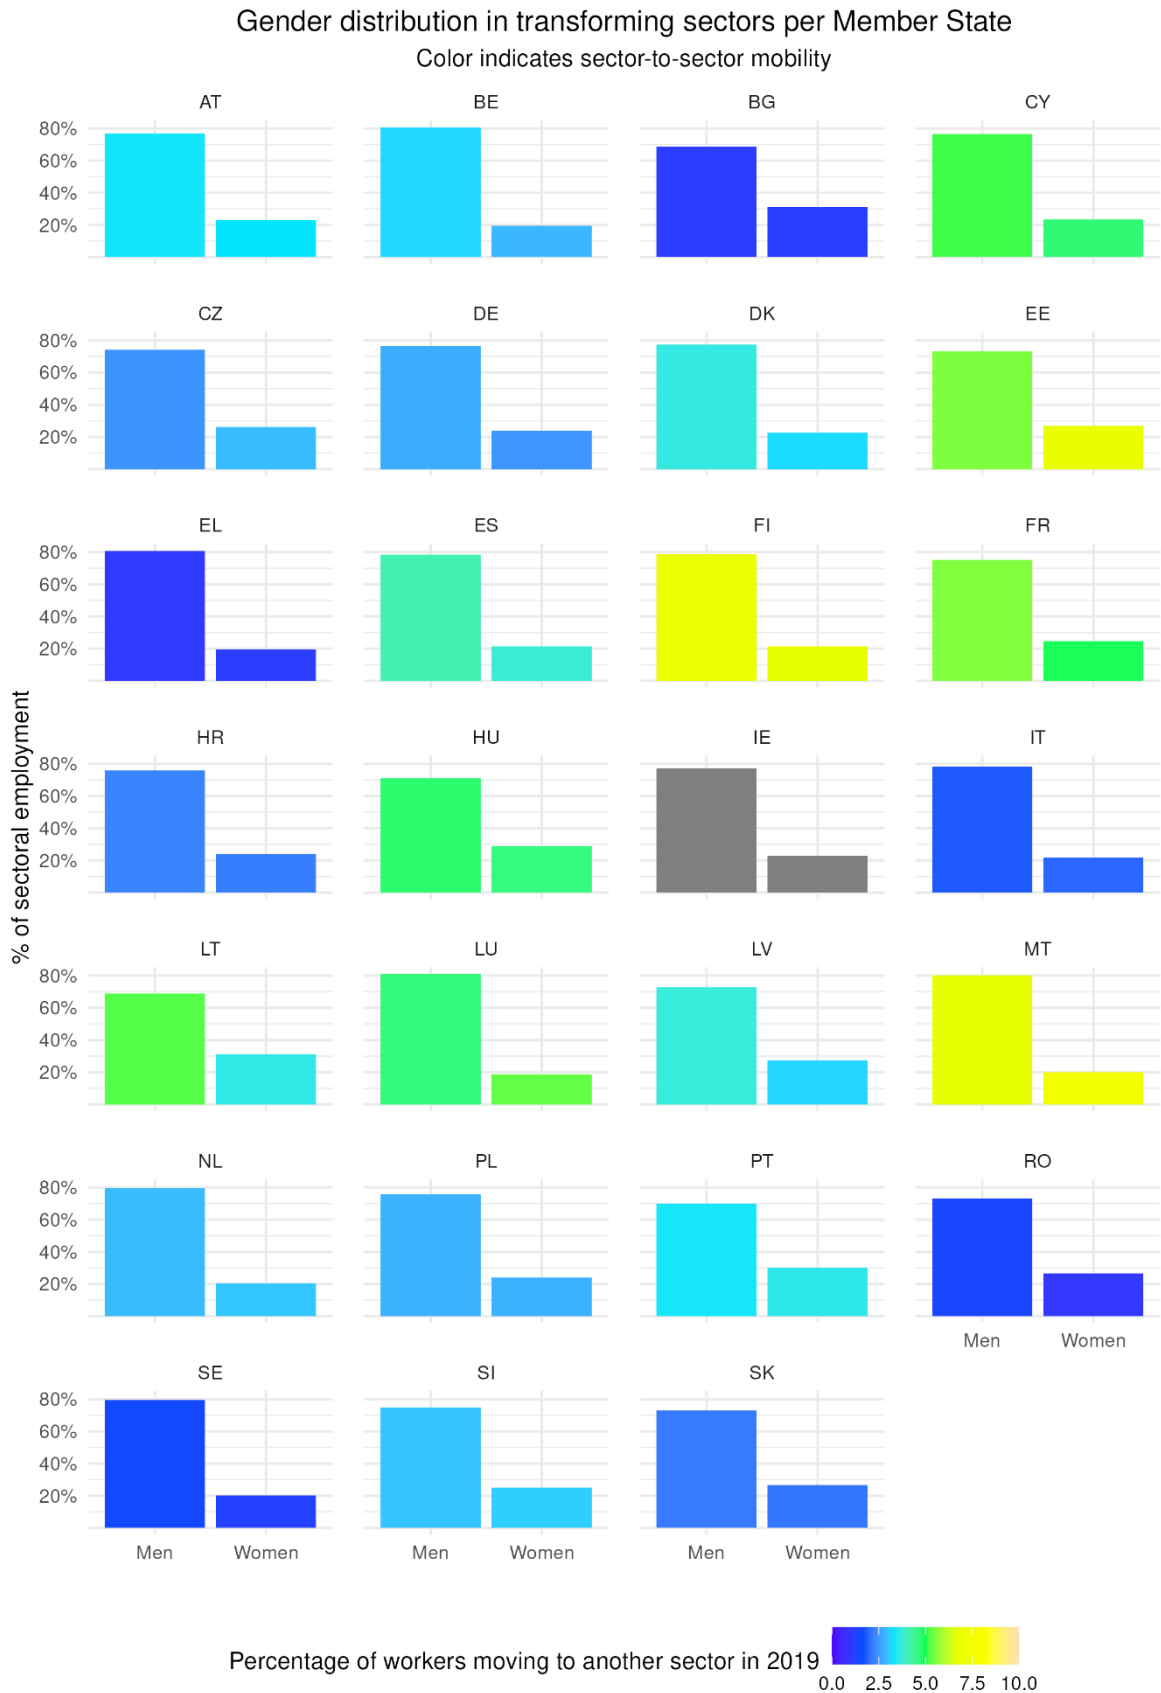 Gender distribution in transforming sectors per Member State
Color indicates sector-to-sector mobility
AT BE BG CY
80%
60%
40%
20%
CZ DE DK EE
80%
60%
40%
20%
EL ES FI FR
80%
60%
40%
20%
% of sectoral employment
HR HU IE IT
80%
60%
40%
20%
LT LU LV MT
80%
60%
40%
20%
NL PL PT RO
80%
60%
40%
20%
Men Women
SE SI SK
80%
60%
40%
20%
Men Women Men Women Men Women
Percentage of workers moving to another sector in 2019
0.0 2.5 5.0 7.5 10.0